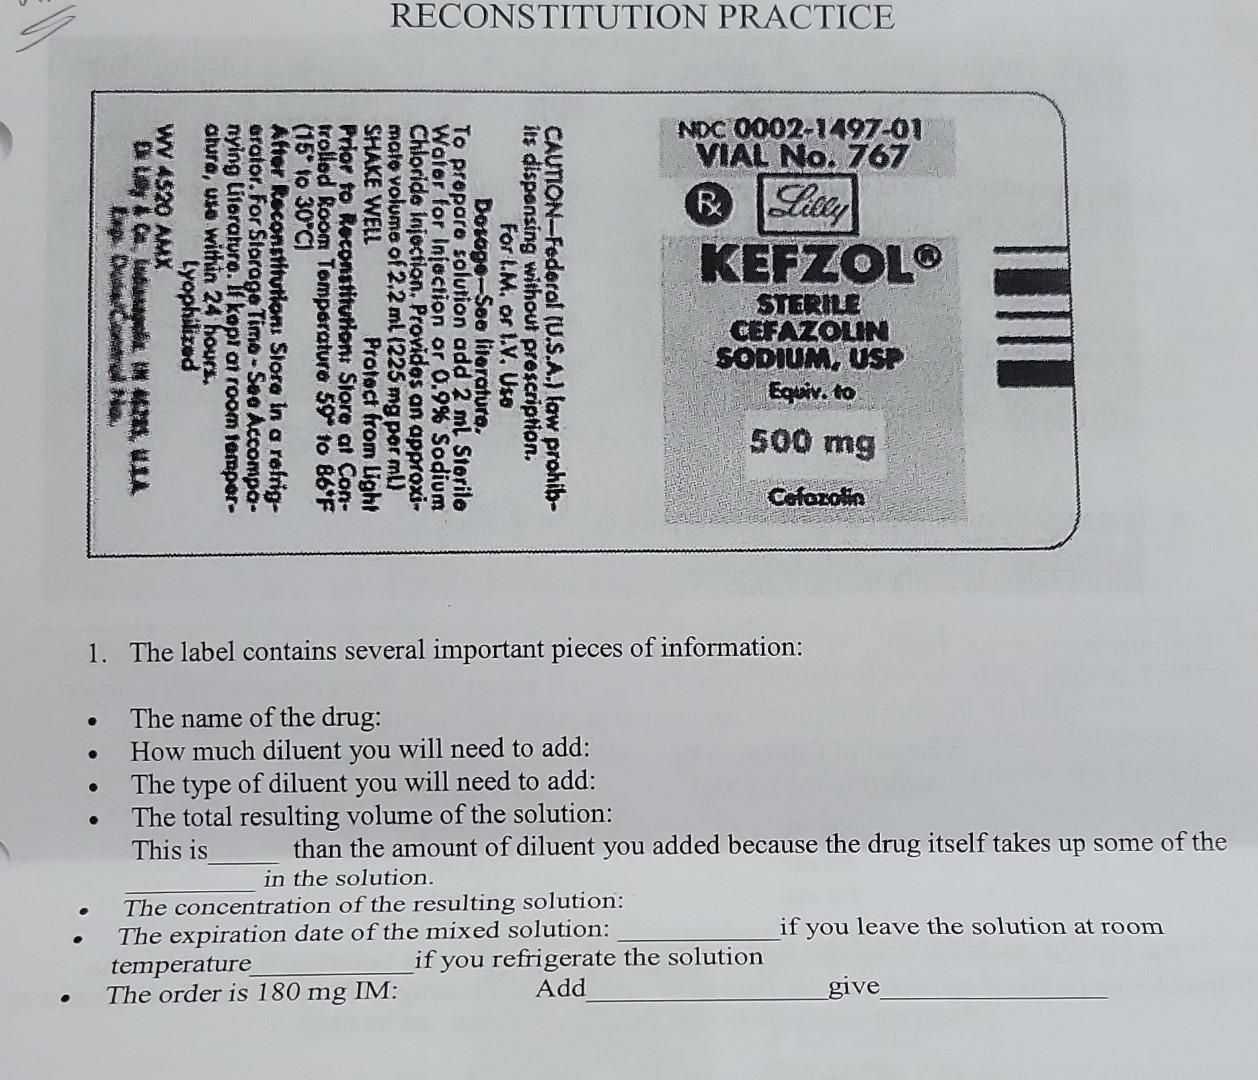 RECONSTITUTION PRACTICE
NDC 0002-1497-01
VIAL No. 767
Rx Lilly
KEFZOL®
STERILE
CEFAZOLIN
SODIUM, USP
Equiv. to
500 mg
Cefazolin
CAUTION—Federal (U.S.A.) law prohib-
its dispensing without prescription.
For I.M. or I.V. Use
Dosage—See literature.
To prepare solution add 2 mL Sterile
Water for Injection or 0.9% Sodium
Chloride Injection. Provides an approxi-
mate volume of 2.2 mL (225 mg per mL)
SHAKE WELL Protect from Light
Prior to Reconstitution: Store at Con-
trolled Room Temperature 59° to 86°F
(15° to 30°C)
After Reconstitution: Store in a refrig-
erator. For Storage Time - See Accompa-
nying Literature. If kept at room temper-
ature, use within 24 hours.
Lyophilized
WV 4520 AMX
Eli Lilly & Co. U.S.A.
1. The label contains several important pieces of information:
• The name of the drug:
• How much diluent you will need to add:
• The type of diluent you will need to add:
• The total resulting volume of the solution:
This is_____ than the amount of diluent you added because the drug itself takes up some of the
__________ in the solution.
• The concentration of the resulting solution:
• The expiration date of the mixed solution: ____________if you leave the solution at room
temperature____________if you refrigerate the solution
• The order is 180 mg IM: Add__________________give_________________